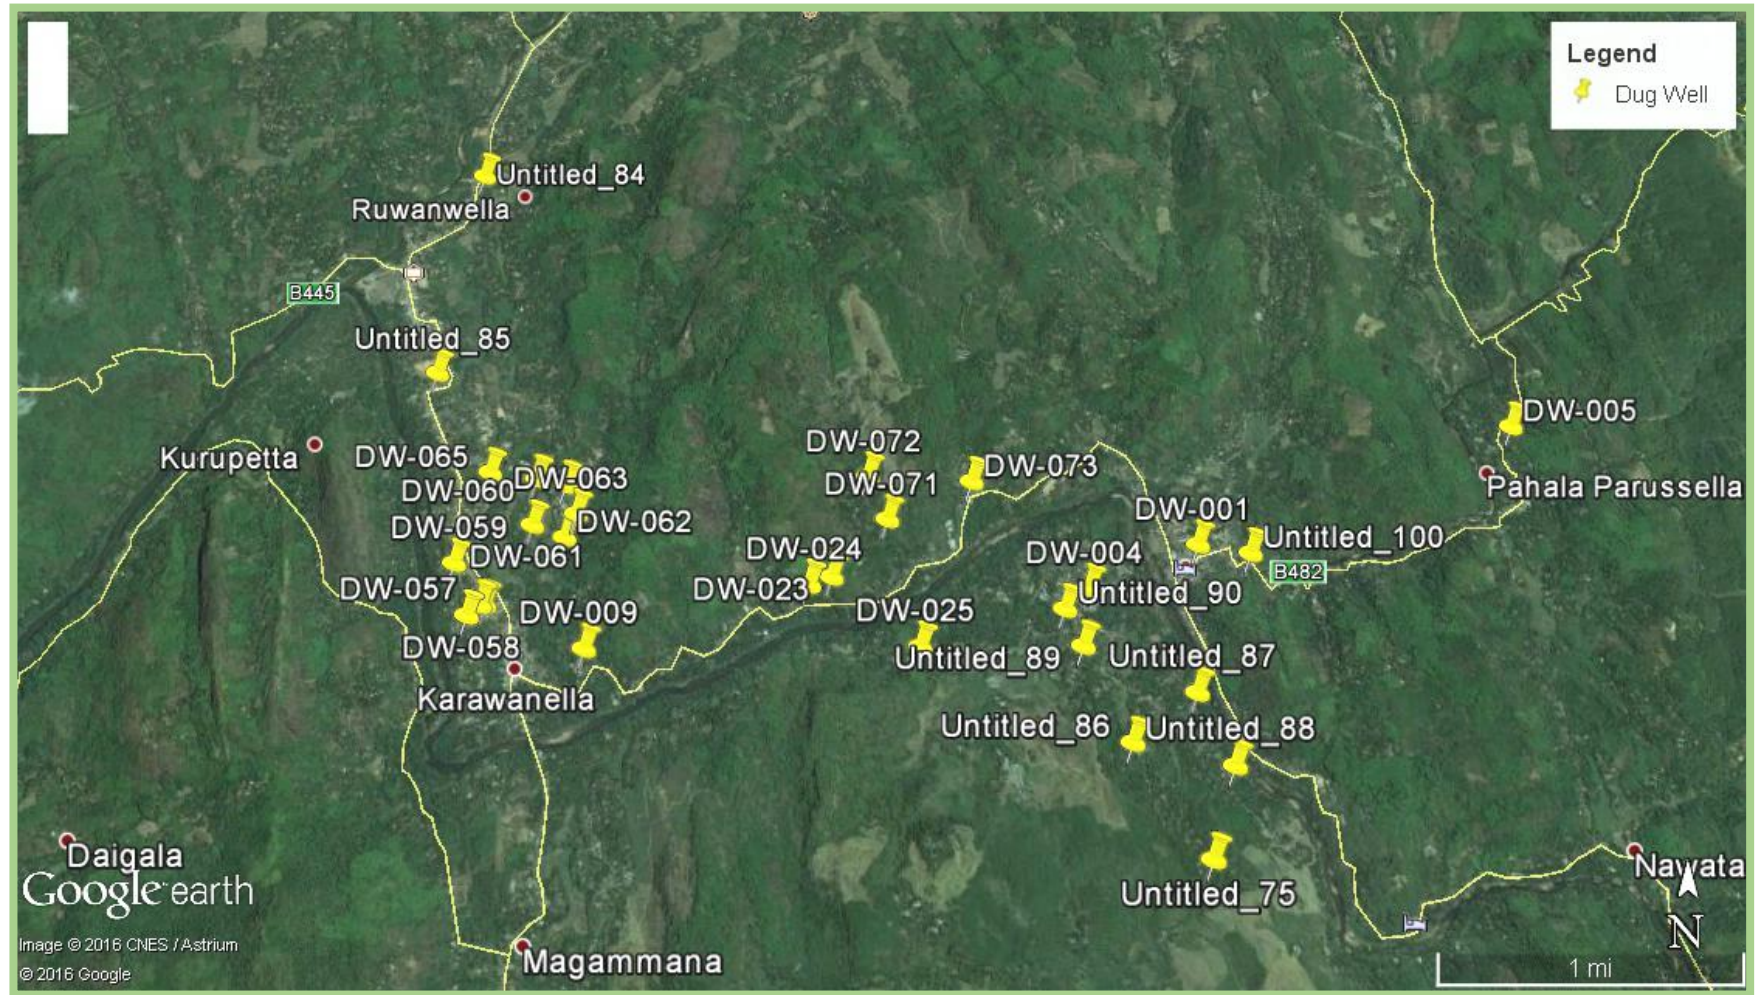 Legend
Dug Well
Untitled_84
Ruwanwella
B445
Untitled_85
DW-005
Kurupetta
DW-065
DW-072
DW-073
DW-063
DW-060
DW-071
Pahala Parussella
DW-001
DW-059
DW-062
Untitled_100
DW-061
DW-024
DW-004
B482
DW-057
DW-023
Untitled_90
DW-009
DW-025
DW-058
Untitled_89
Untitled_87
Karawanella
Untitled_86
Untitled_88
Daigala
Nawata
Google earth
Untitled_75
N
Image © 2016 CNES / Astrium
Magammana
1 mi
© 2016 Google